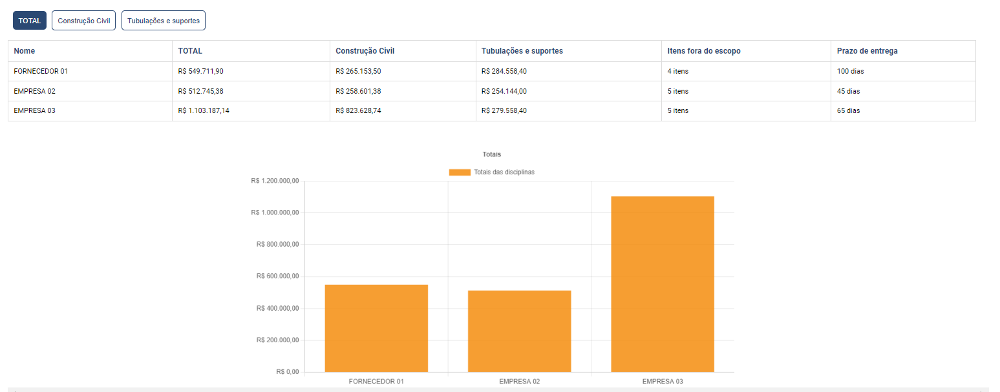 TOTAL Construção Civil Tubulações e suportes
Nome TOTAL Construção Civil Tubulações e suportes Itens fora do escopo Prazo de entrega
FORNECEDOR 01 R$ 549.711,90 R$ 265.153,50 R$ 284.558,40 4 itens 100 dias
EMPRESA 02 R$ 512.745,38 R$ 258.601,38 R$ 254.144,00 5 itens 45 dias
EMPRESA 03 R$ 1.103.187,14 R$ 823.628,74 R$ 279.558,40 5 itens 65 dias
Totais
Totais das disciplinas
R$ 1.200.000,00
R$ 1.000.000,00
R$ 800.000,00
R$ 600.000,00
R$ 400.000,00
R$ 200.000,00
R$ 0,00
FORNECEDOR 01 EMPRESA 02 EMPRESA 03